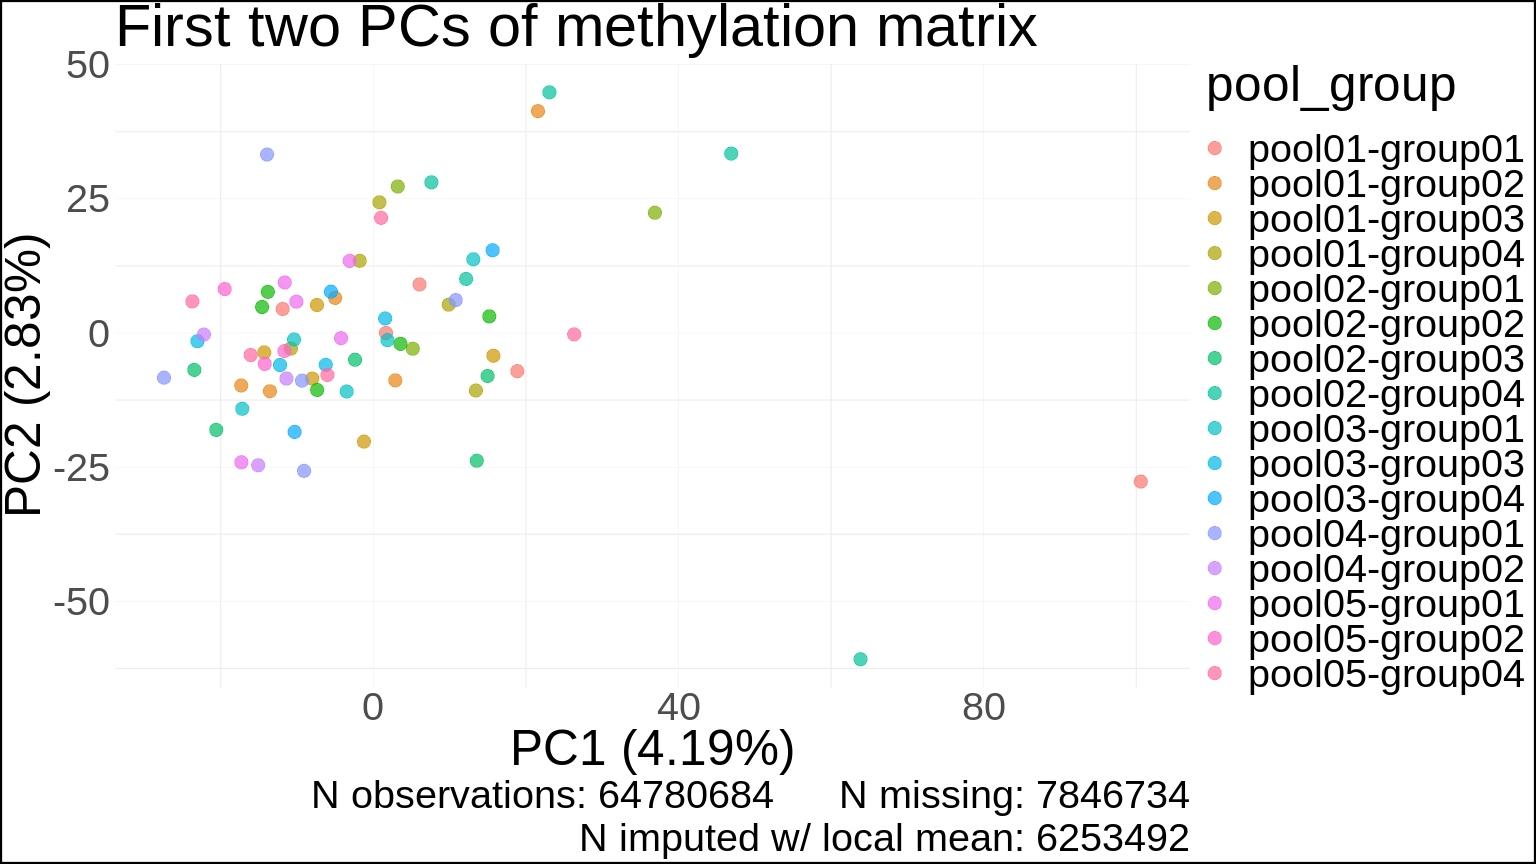 First two PCs of methylation matrix
50
25
0
-25
-50
PC2 (2.83%)
0 40 80
PC1 (4.19%)
N observations: 64780684 N missing: 7846734
N imputed w/ local mean: 6253492
pool_group
pool01-group01
pool01-group02
pool01-group03
pool01-group04
pool02-group01
pool02-group02
pool02-group03
pool02-group04
pool03-group01
pool03-group03
pool03-group04
pool04-group01
pool04-group02
pool05-group01
pool05-group02
pool05-group04